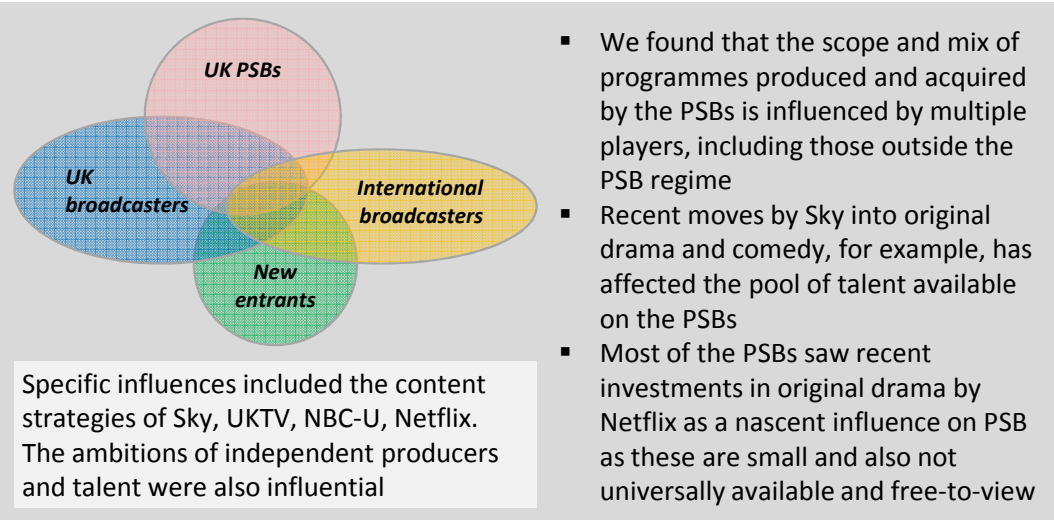 UK PSBs
UK
broadcasters
International
broadcasters
New
entrants
Specific influences included the content
strategies of Sky, UKTV, NBC-U, Netflix.
The ambitions of independent producers
and talent were also influential
▪ We found that the scope and mix of
programmes produced and acquired
by the PSBs is influenced by multiple
players, including those outside the
PSB regime
▪ Recent moves by Sky into original
drama and comedy, for example, has
affected the pool of talent available
on the PSBs
▪ Most of the PSBs saw recent
investments in original drama by
Netflix as a nascent influence on PSB
as these are small and also not
universally available and free-to-view